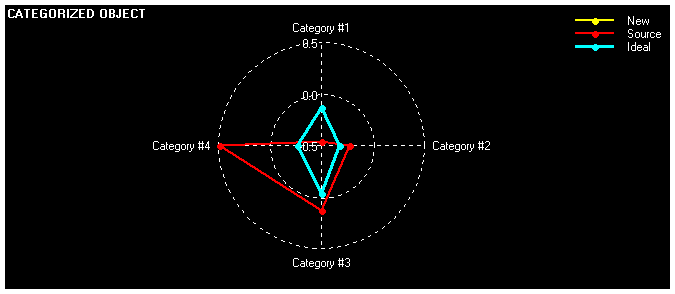 CATEGORIZED OBJECT
New
Source
Ideal
Category #1
0.5
0.0
Category #4
0.5
Category #2
Category #3